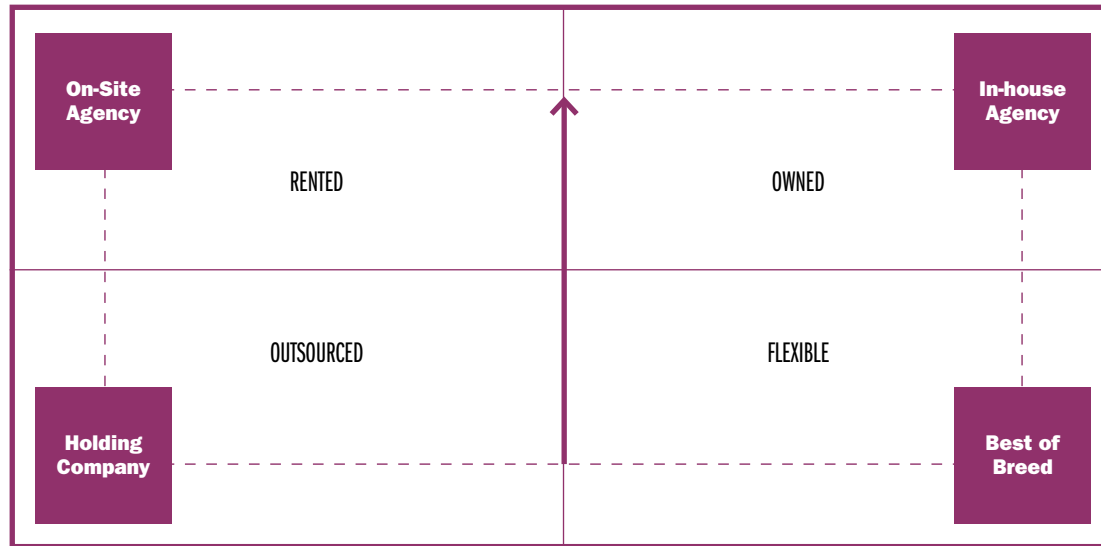 On-Site
Agency
In-house
Agency
RENTED
OWNED
OUTSOURCED
FLEXIBLE
Holding
Company
Best of
Breed